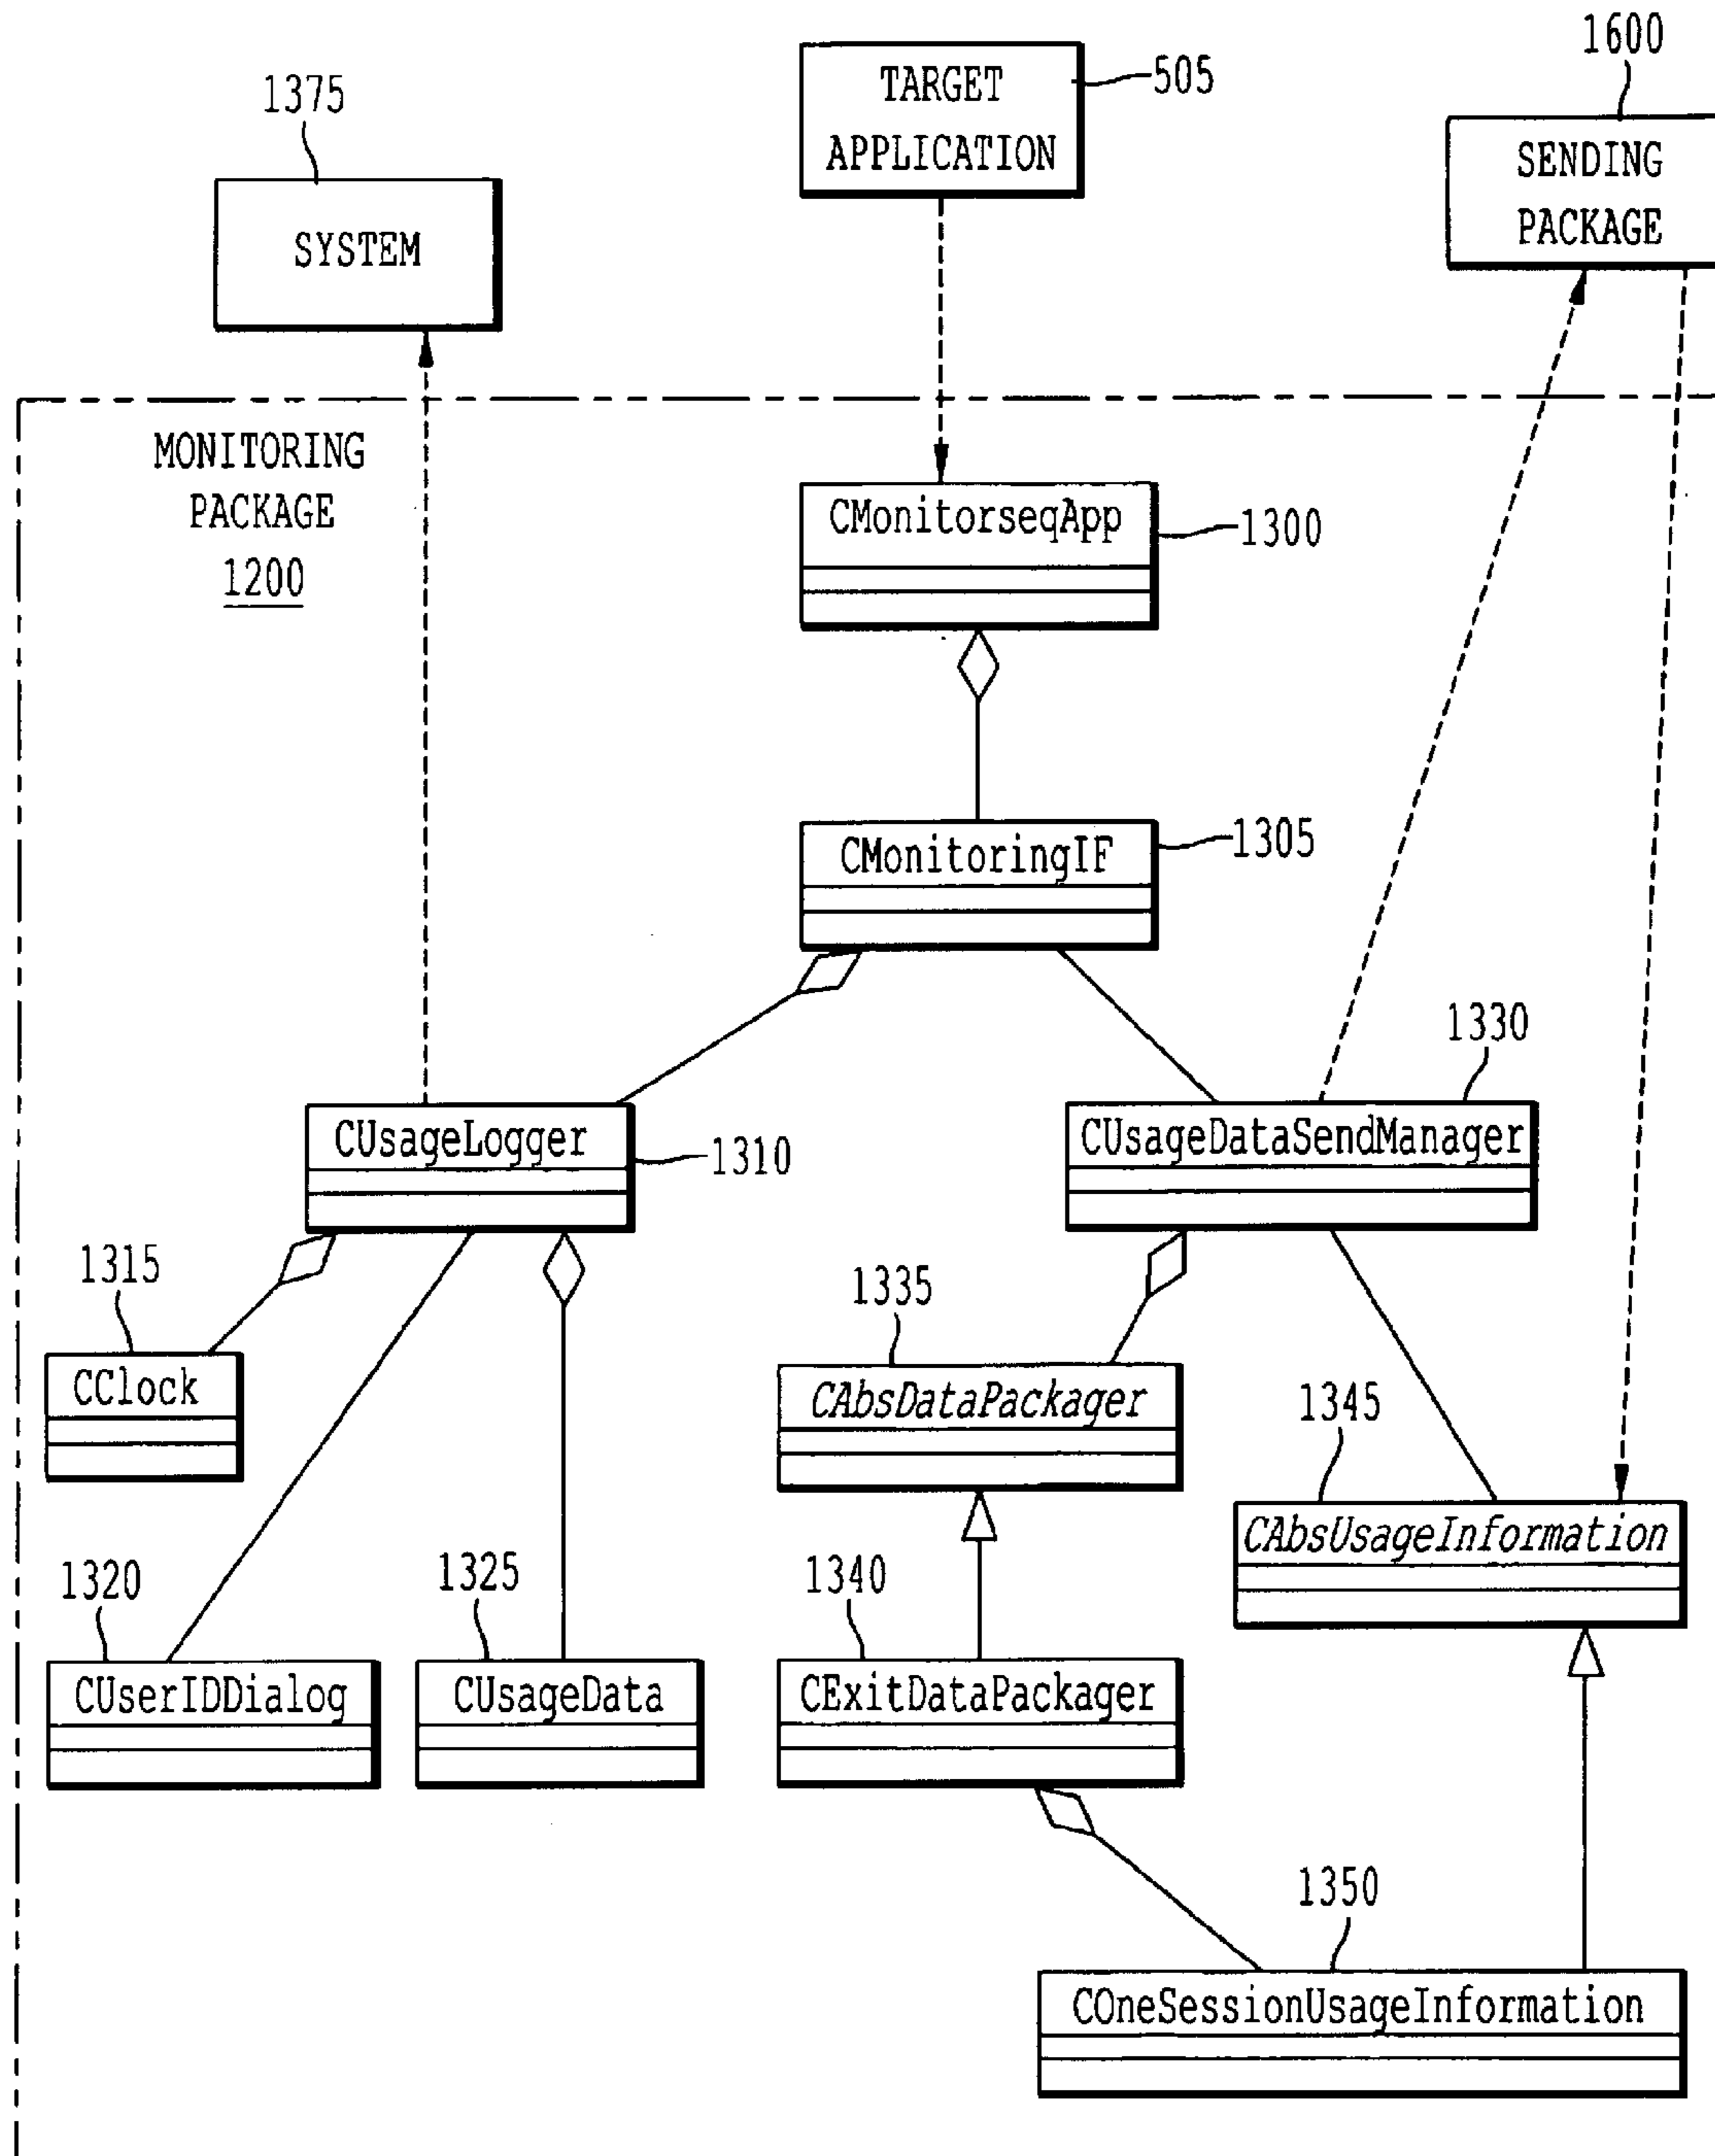 1600
TARGET
APPLICATION
505
1375
SENDING
PACKAGE
SYSTEM
MONITORING
PACKAGE
1200
CMonitorseqApp
1300
CMonitoringIF
1305
1330
CUsageLogger
1310
CUsageDataSendManager
1315
1335
CClock
CAbsDataPackager
1345
CAbsUsageInformation
1320
1325
1340
CUserIDDialog
CUsageData
CExitDataPackager
1350
COneSessionUsageInformation